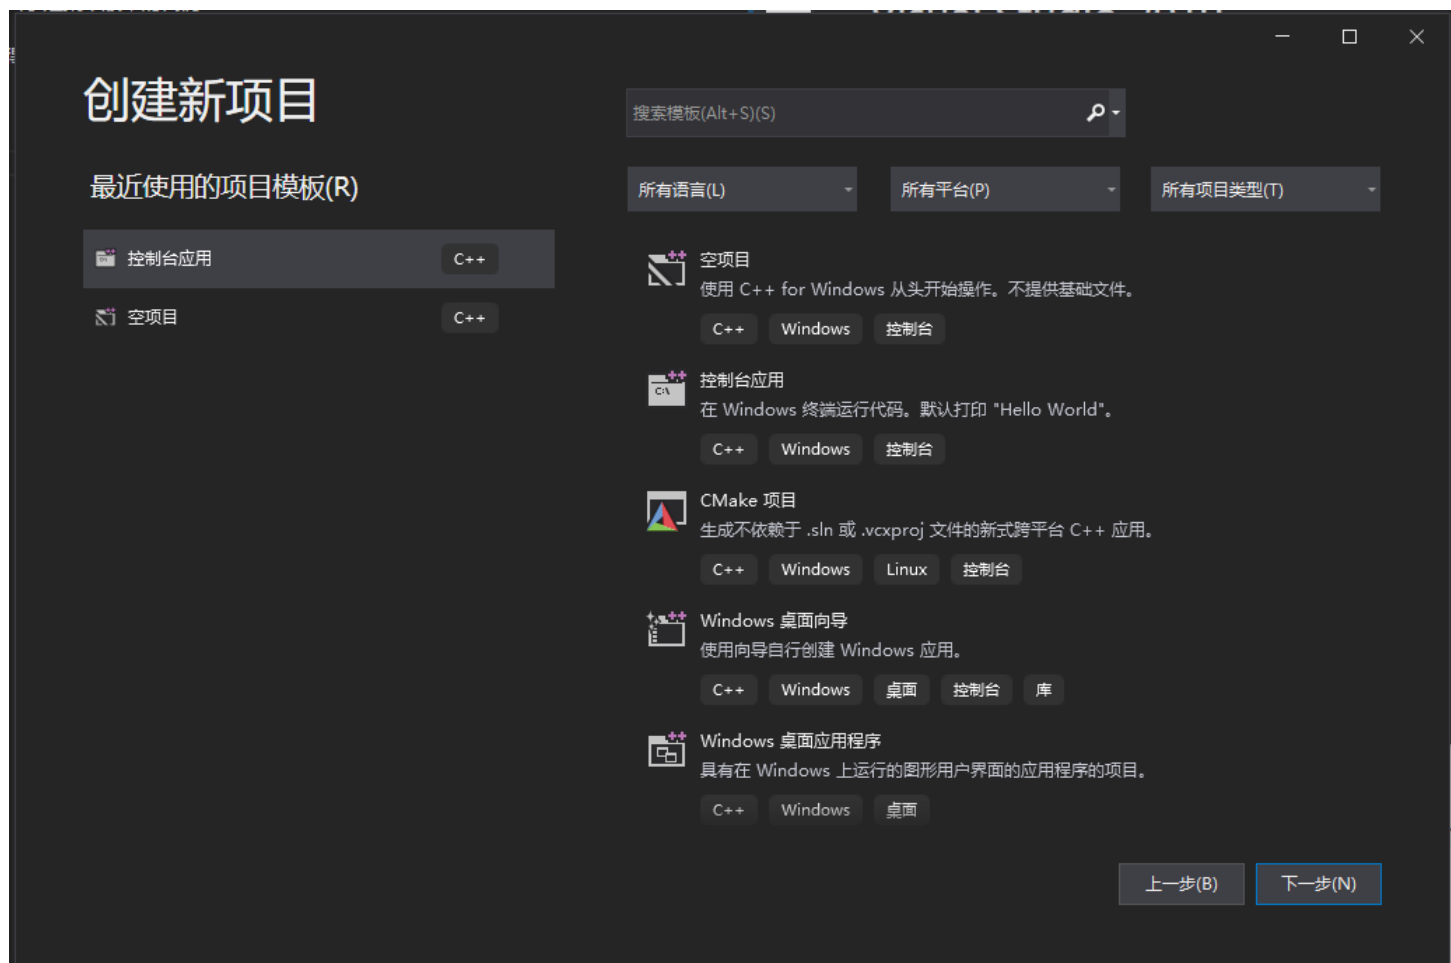 创建新项目
搜索模板(Alt+S)(S)
最近使用的项目模板(R)
所有语言(L)
所有平台(P)
所有项目类型(T)
控制台应用
C++
空项目
C++
空项目
使用 C++ for Windows 从头开始操作。不提供基础文件。
C++ Windows 控制台
控制台应用
在 Windows 终端运行代码。默认打印 "Hello World"。
C++ Windows 控制台
CMake 项目
生成不依赖于 .sln 或 .vcxproj 文件的新式跨平台 C++ 应用。
C++ Windows Linux 控制台
Windows 桌面向导
使用向导自行创建 Windows 应用。
C++ Windows 桌面 控制台 库
Windows 桌面应用程序
具有在 Windows 上运行的图形用户界面的应用程序的项目。
C++ Windows 桌面
上一步(B)
下一步(N)